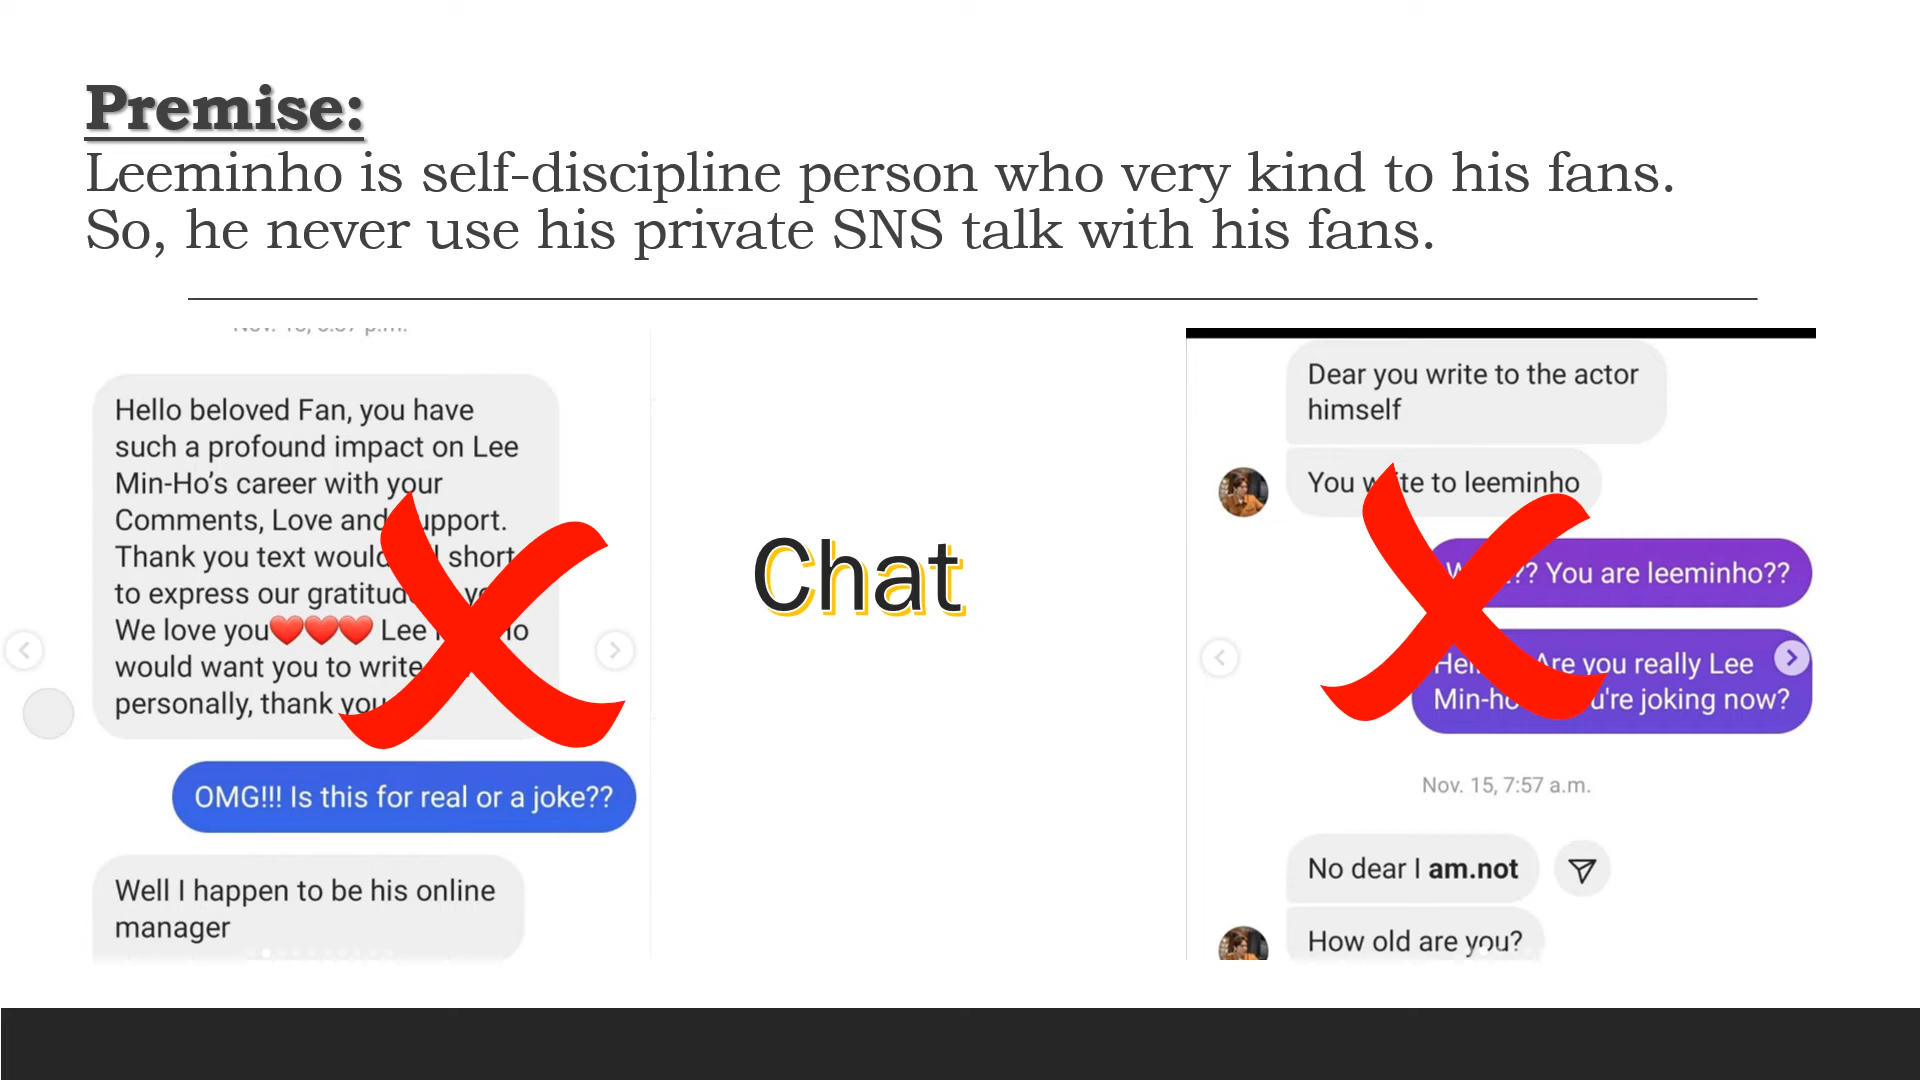 Premise:
Leeminho is self-discipline person who very kind to his fans.
So, he never use his private SNS talk with his fans.
Hello beloved Fan, you have
such a profound impact on Lee
Min-Ho's career with your
Comments, Love and
Thank you text would short
to express our
We love you❤️❤️❤️ Lee
would want you to write
personally, thank
OMG!!! Is this for real or a joke??
Well I happen to be his online
manager
Chat
Dear you write to the actor
himself
You to leeminho
You are leeminho??
Are you really Lee
joking now?
Nov. 15, 7:57 a.m.
No dear I am.not
How old are you?